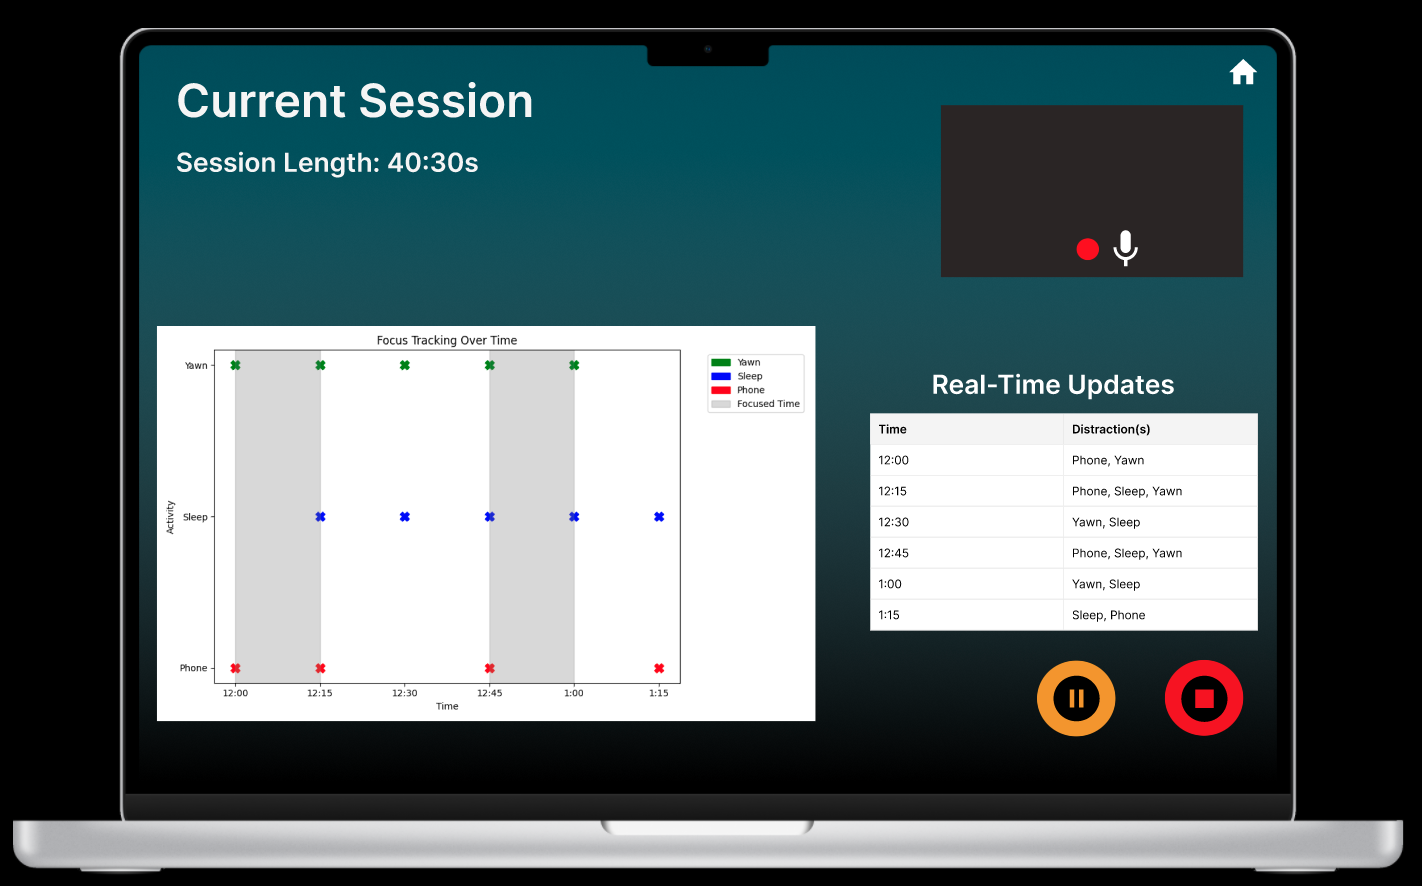 Current Session
Session Length: 40:30s
Focus Tracking Over Time
Yawn
Sleep
Phone
Activity
12:00 12:15 12:30 12:45 1:00 1:15
Time
Yawn
Sleep
Phone
Focused Time
Real-Time Updates
Time Distraction(s)
12:00 Phone, Yawn
12:15 Phone, Sleep, Yawn
12:30 Yawn, Sleep
12:45 Phone, Sleep, Yawn
1:00 Yawn, Sleep
1:15 Sleep, Phone